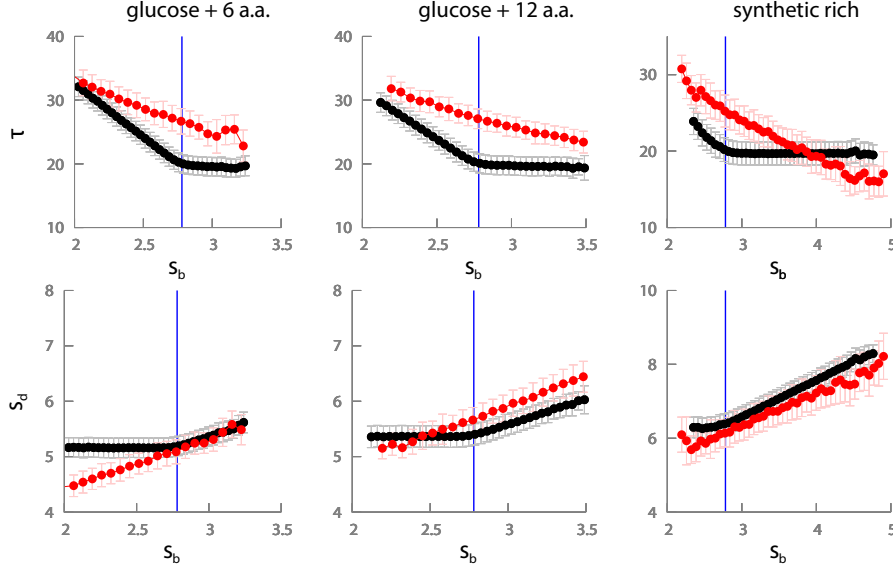 glucose + 6 a.a. glucose + 12 a.a. synthetic rich
τ
40 40
30 30 30
20 20 20
10 10 10
2 2.5 3 3.5 2 2.5 3 3.5 2 3 4 5
Sb Sb Sb
Sd
8 8 10
7 7
8
6 6
5 5 6
4 4 4
2 2.5 3 3.5 2 2.5 3 3.5 2 3 4 5
Sb Sb Sb